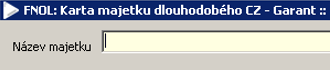 FNOL: Karta majetku dlouhodobého CZ - Garant ::
Název majetku